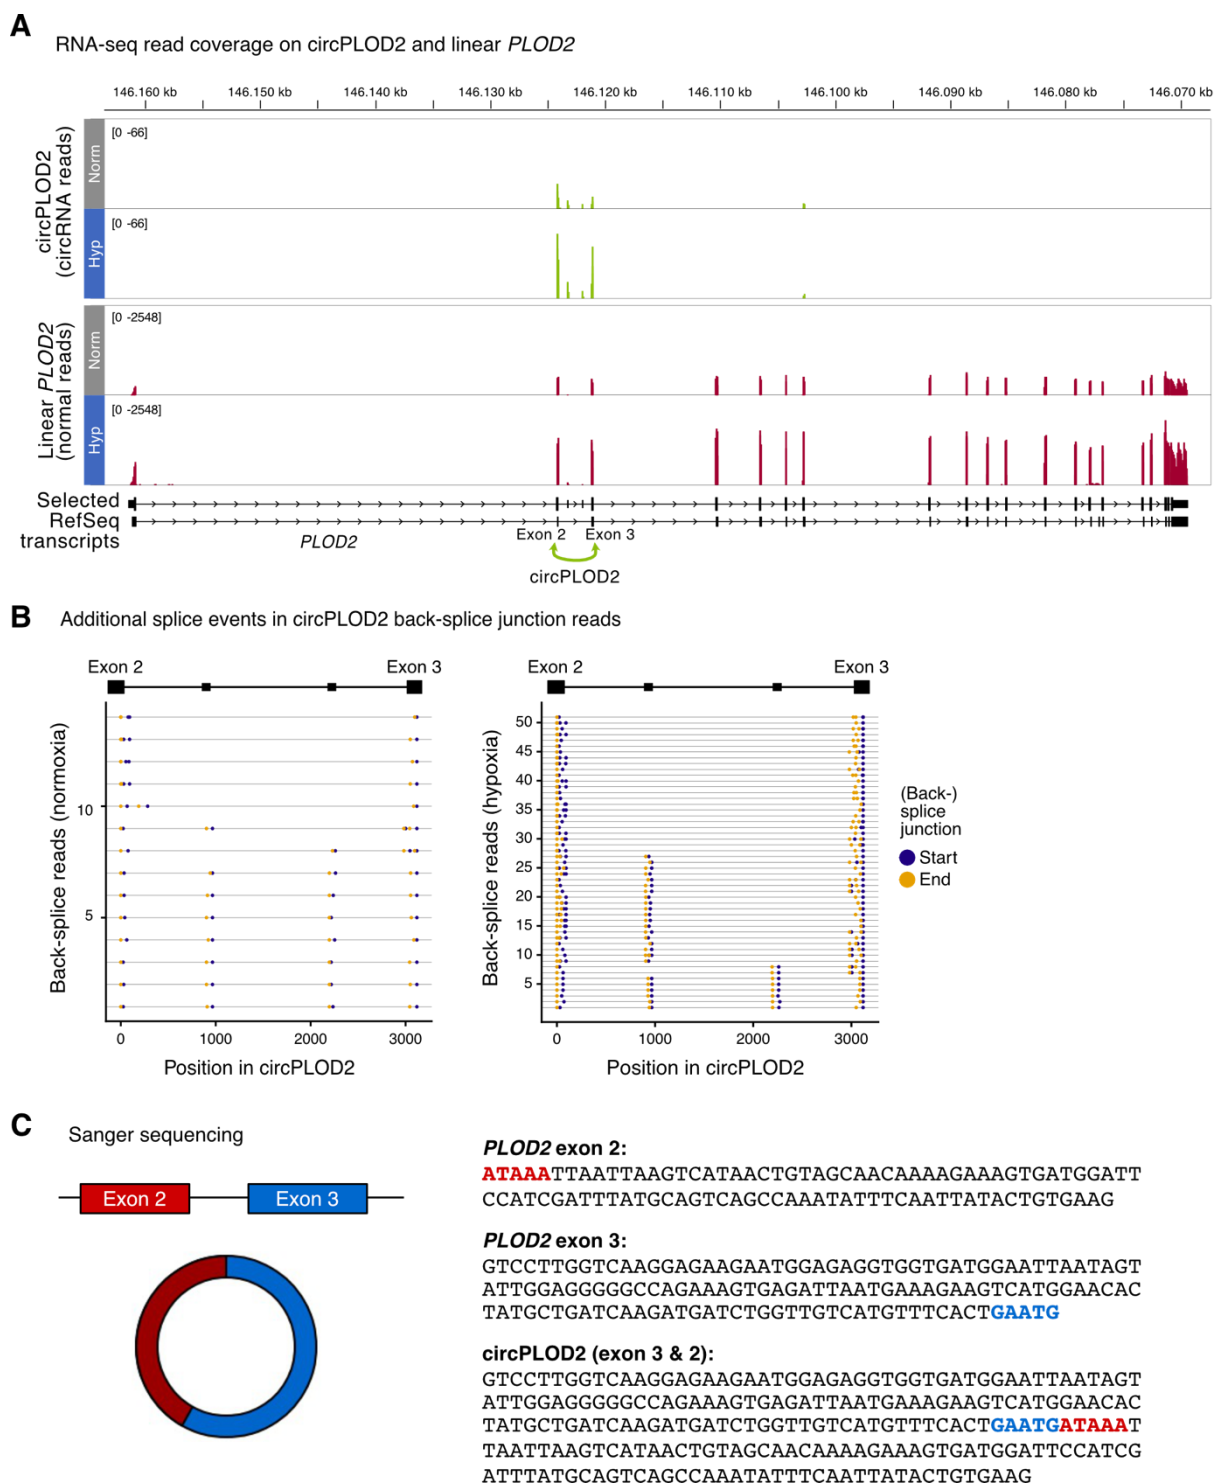 A
RNA-seq read coverage on circPLOD2 and linear PLOD2
146.160 kb 146.150 kb 146.140 kb 146.130 kb 146.120 kb 146.110 kb 146.100 kb 146.090 kb 146.080 kb 146.070 kb
circPLOD2
(circRNA reads)
Norm
[0 -66]
Hyp
[0 -66]
Linear PLOD2
(normal reads)
Norm
[0 -2548]
Hyp
[0 -2548]
Selected
RefSeq
transcripts
PLOD2
Exon 2 Exon 3
circPLOD2
B
Additional splice events in circPLOD2 back-splice junction reads
Exon 2 Exon 3
Back-splice reads (normoxia)
10
5
0 1000 2000 3000
Position in circPLOD2
Exon 2 Exon 3
Back-splice reads (hypoxia)
50
45
40
35
30
25
20
15
10
5
0 1000 2000 3000
Position in circPLOD2
(Back-)
splice
junction
Start
End
C
Sanger sequencing
Exon 2 Exon 3
PLOD2 exon 2:
ATAAATTAATTAAGTCATAACTGTAGCAACAAAAGAAAGTGATGGATT
CCATCGATTTATGCAGTCAGCCAAATATTTCAATTATACTGTGAAG
PLOD2 exon 3:
GTCCTTGGTCAAGGAGAAGAATGGAGAGGTGGTGATGGAATTAATAGT
ATTGGAGGGGGCCAGAAAGTGAGATTAATGAAAGAAGTCATGGAACAC
TATGCTGATCAAGATGATCTGGTTGTCATGTTTCACTGAATG
circPLOD2 (exon 3 & 2):
GTCCTTGGTCAAGGAGAAGAATGGAGAGGTGGTGATGGAATTAATAGT
ATTGGAGGGGGCCAGAAAGTGAGATTAATGAAAGAAGTCATGGAACAC
TATGCTGATCAAGATGATCTGGTTGTCATGTTTCACTGAATGATAAAT
TAATTAAGTCATAACTGTAGCAACAAAAGAAAGTGATGGATTCCATCG
ATTTATGCAGTCAGCCAAATATTTCAATTATACTGTGAAG